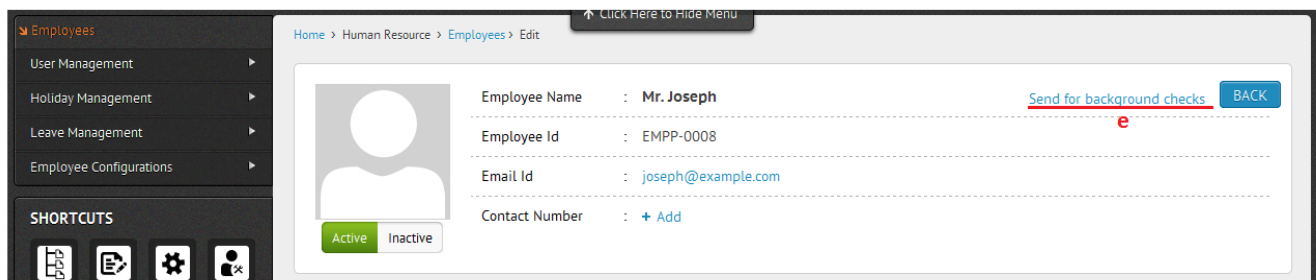 ↑ Click Here to Hide Menu
Employees
User Management
Holiday Management
Leave Management
Employee Configurations
SHORTCUTS
Home > Human Resource > Employees > Edit
Employee Name : Mr. Joseph
Send for background checks
BACK
e
Employee Id : EMPP-0008
Email Id : joseph@example.com
Contact Number : + Add
Active Inactive